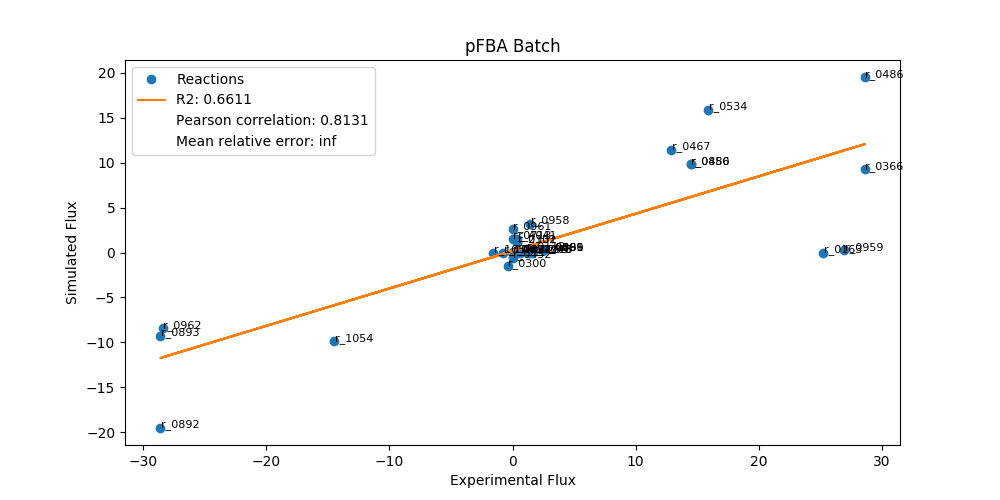 pFBA Batch
Reactions
R2: 0.6611
Pearson correlation: 0.8131
Mean relative error: inf
r_0486
r_0534
r_0467
r_0366
r_0958
r_0961
r_0300
r_0959
r_0962
r_0893
r_1054
r_0892
20
15
10
5
0
−5
−10
−15
−20
Simulated Flux
−30
−20
−10
0
10
20
30
Experimental Flux